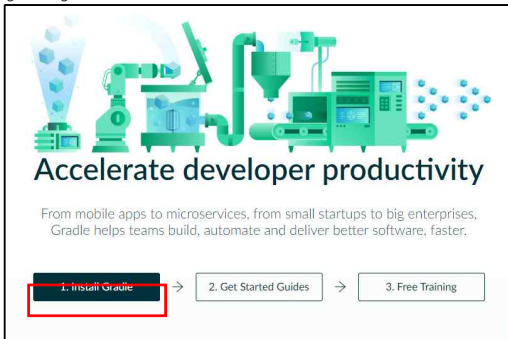 Accelerate developer productivity
From mobile apps to microservices, from small startups to big enterprises,
Gradle helps teams build, automate and deliver better software, faster.
1. Install Gradle → 2. Get Started Guides → 3. Free Training